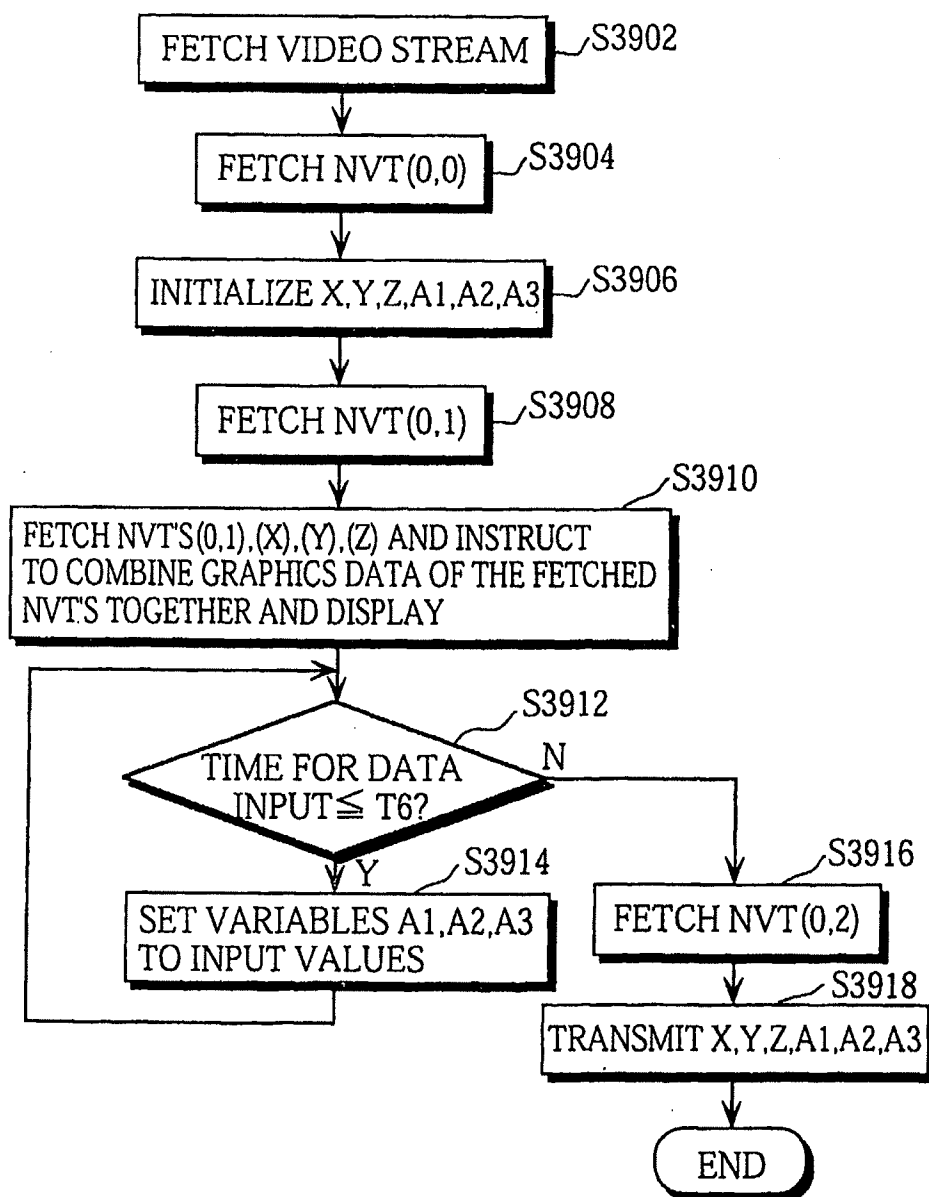 FETCH VIDEO STREAM
S3902
FETCH NVT(0,0)
S3904
INITIALIZE X,Y,Z,A1,A2,A3
S3906
FETCH NVT(0,1)
S3908
S3910
FETCH NVT'S(0,1),(X),(Y),(Z) AND INSTRUCT
TO COMBINE GRAPHICS DATA OF THE FETCHED
NVT'S TOGETHER AND DISPLAY
S3912
TIME FOR DATA
INPUT≦ T6?
N
Y
S3914
SET VARIABLES A1,A2,A3
TO INPUT VALUES
S3916
FETCH NVT(0,2)
S3918
TRANSMIT X,Y,Z,A1,A2,A3
END